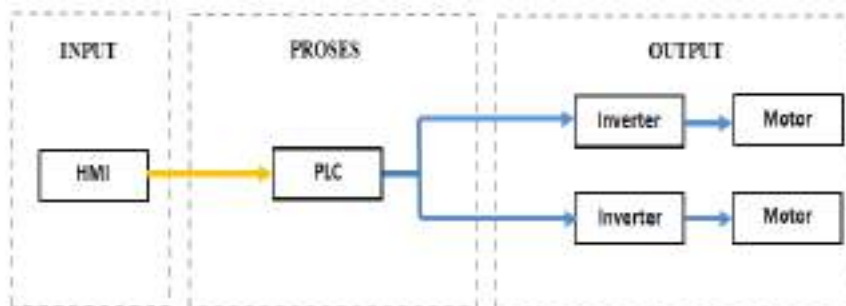 INPUT
PROSES
OUTPUT
HMI
PLC
Inverter
Motor
Inverter
Motor